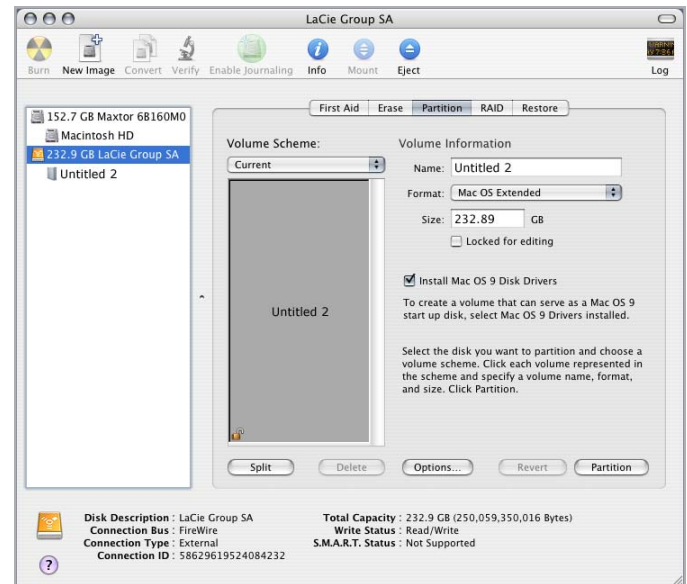 LaCie Group SA
Burn New Image Convert Verify Enable Journaling Info Mount Eject Log
First Aid Erase Partition RAID Restore
152.7 GB Maxtor 6B160M0
Macintosh HD
232.9 GB LaCie Group SA
Untitled 2
Volume Scheme:
Current
Untitled 2
Volume Information
Name: Untitled 2
Format: Mac OS Extended
Size: 232.89 GB
Locked for editing
Install Mac OS 9 Disk Drivers
To create a volume that can serve as a Mac OS 9
start up disk, select Mac OS 9 Drivers installed.
Select the disk you want to partition and choose a
volume scheme. Click each volume represented in
the scheme and specify a volume name, format,
and size. Click Partition.
Split Delete Options... Revert Partition
Disk Description : LaCie Group SA
Connection Bus : FireWire
Connection Type : External
Connection ID : 58629619524084232
Total Capacity : 232.9 GB (250,059,350,016 Bytes)
Write Status : Read/Write
S.M.A.R.T. Status : Not Supported
?